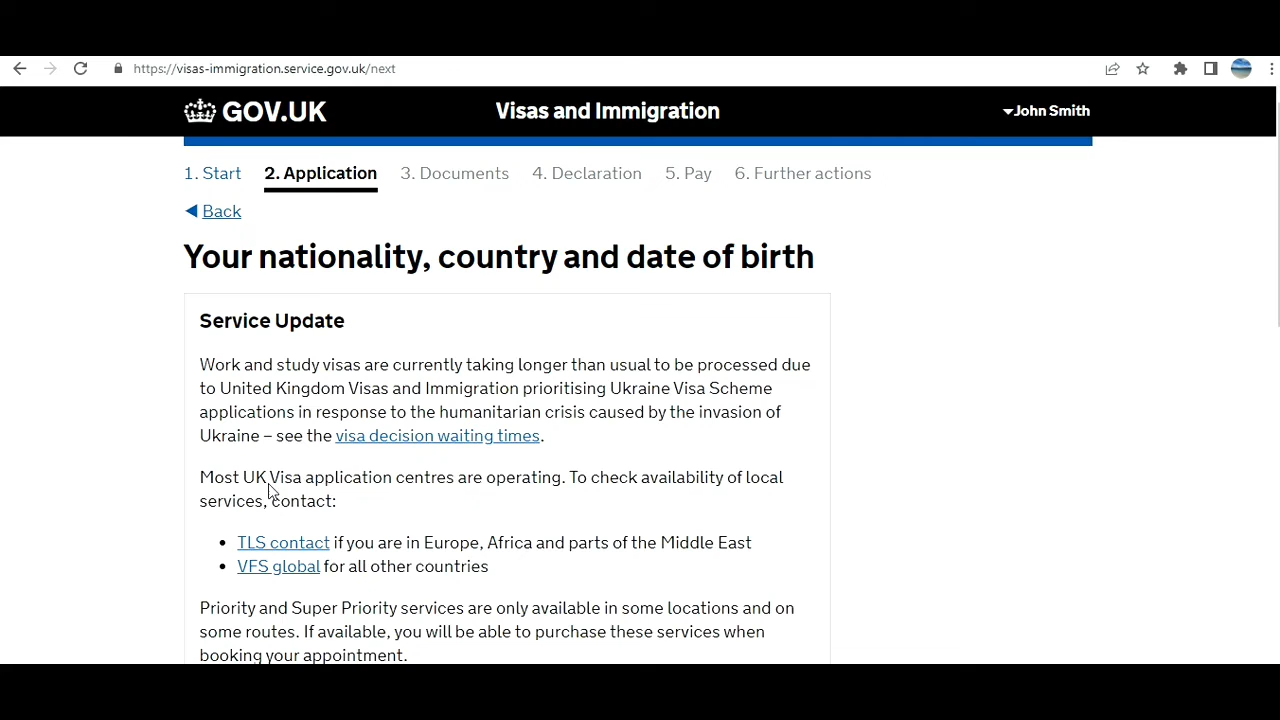 https://visas-immigration.service.gov.uk/next
GOV.UK Visas and Immigration John Smith
1. Start 2. Application 3. Documents 4. Declaration 5. Pay 6. Further actions
Back
Your nationality, country and date of birth
Service Update
Work and study visas are currently taking longer than usual to be processed due
to United Kingdom Visas and Immigration prioritising Ukraine Visa Scheme
applications in response to the humanitarian crisis caused by the invasion of
Ukraine – see the visa decision waiting times.
Most UK Visa application centres are operating. To check availability of local
services, contact:
• TLS contact if you are in Europe, Africa and parts of the Middle East
• VFS global for all other countries
Priority and Super Priority services are only available in some locations and on
some routes. If available, you will be able to purchase these services when
booking your appointment.